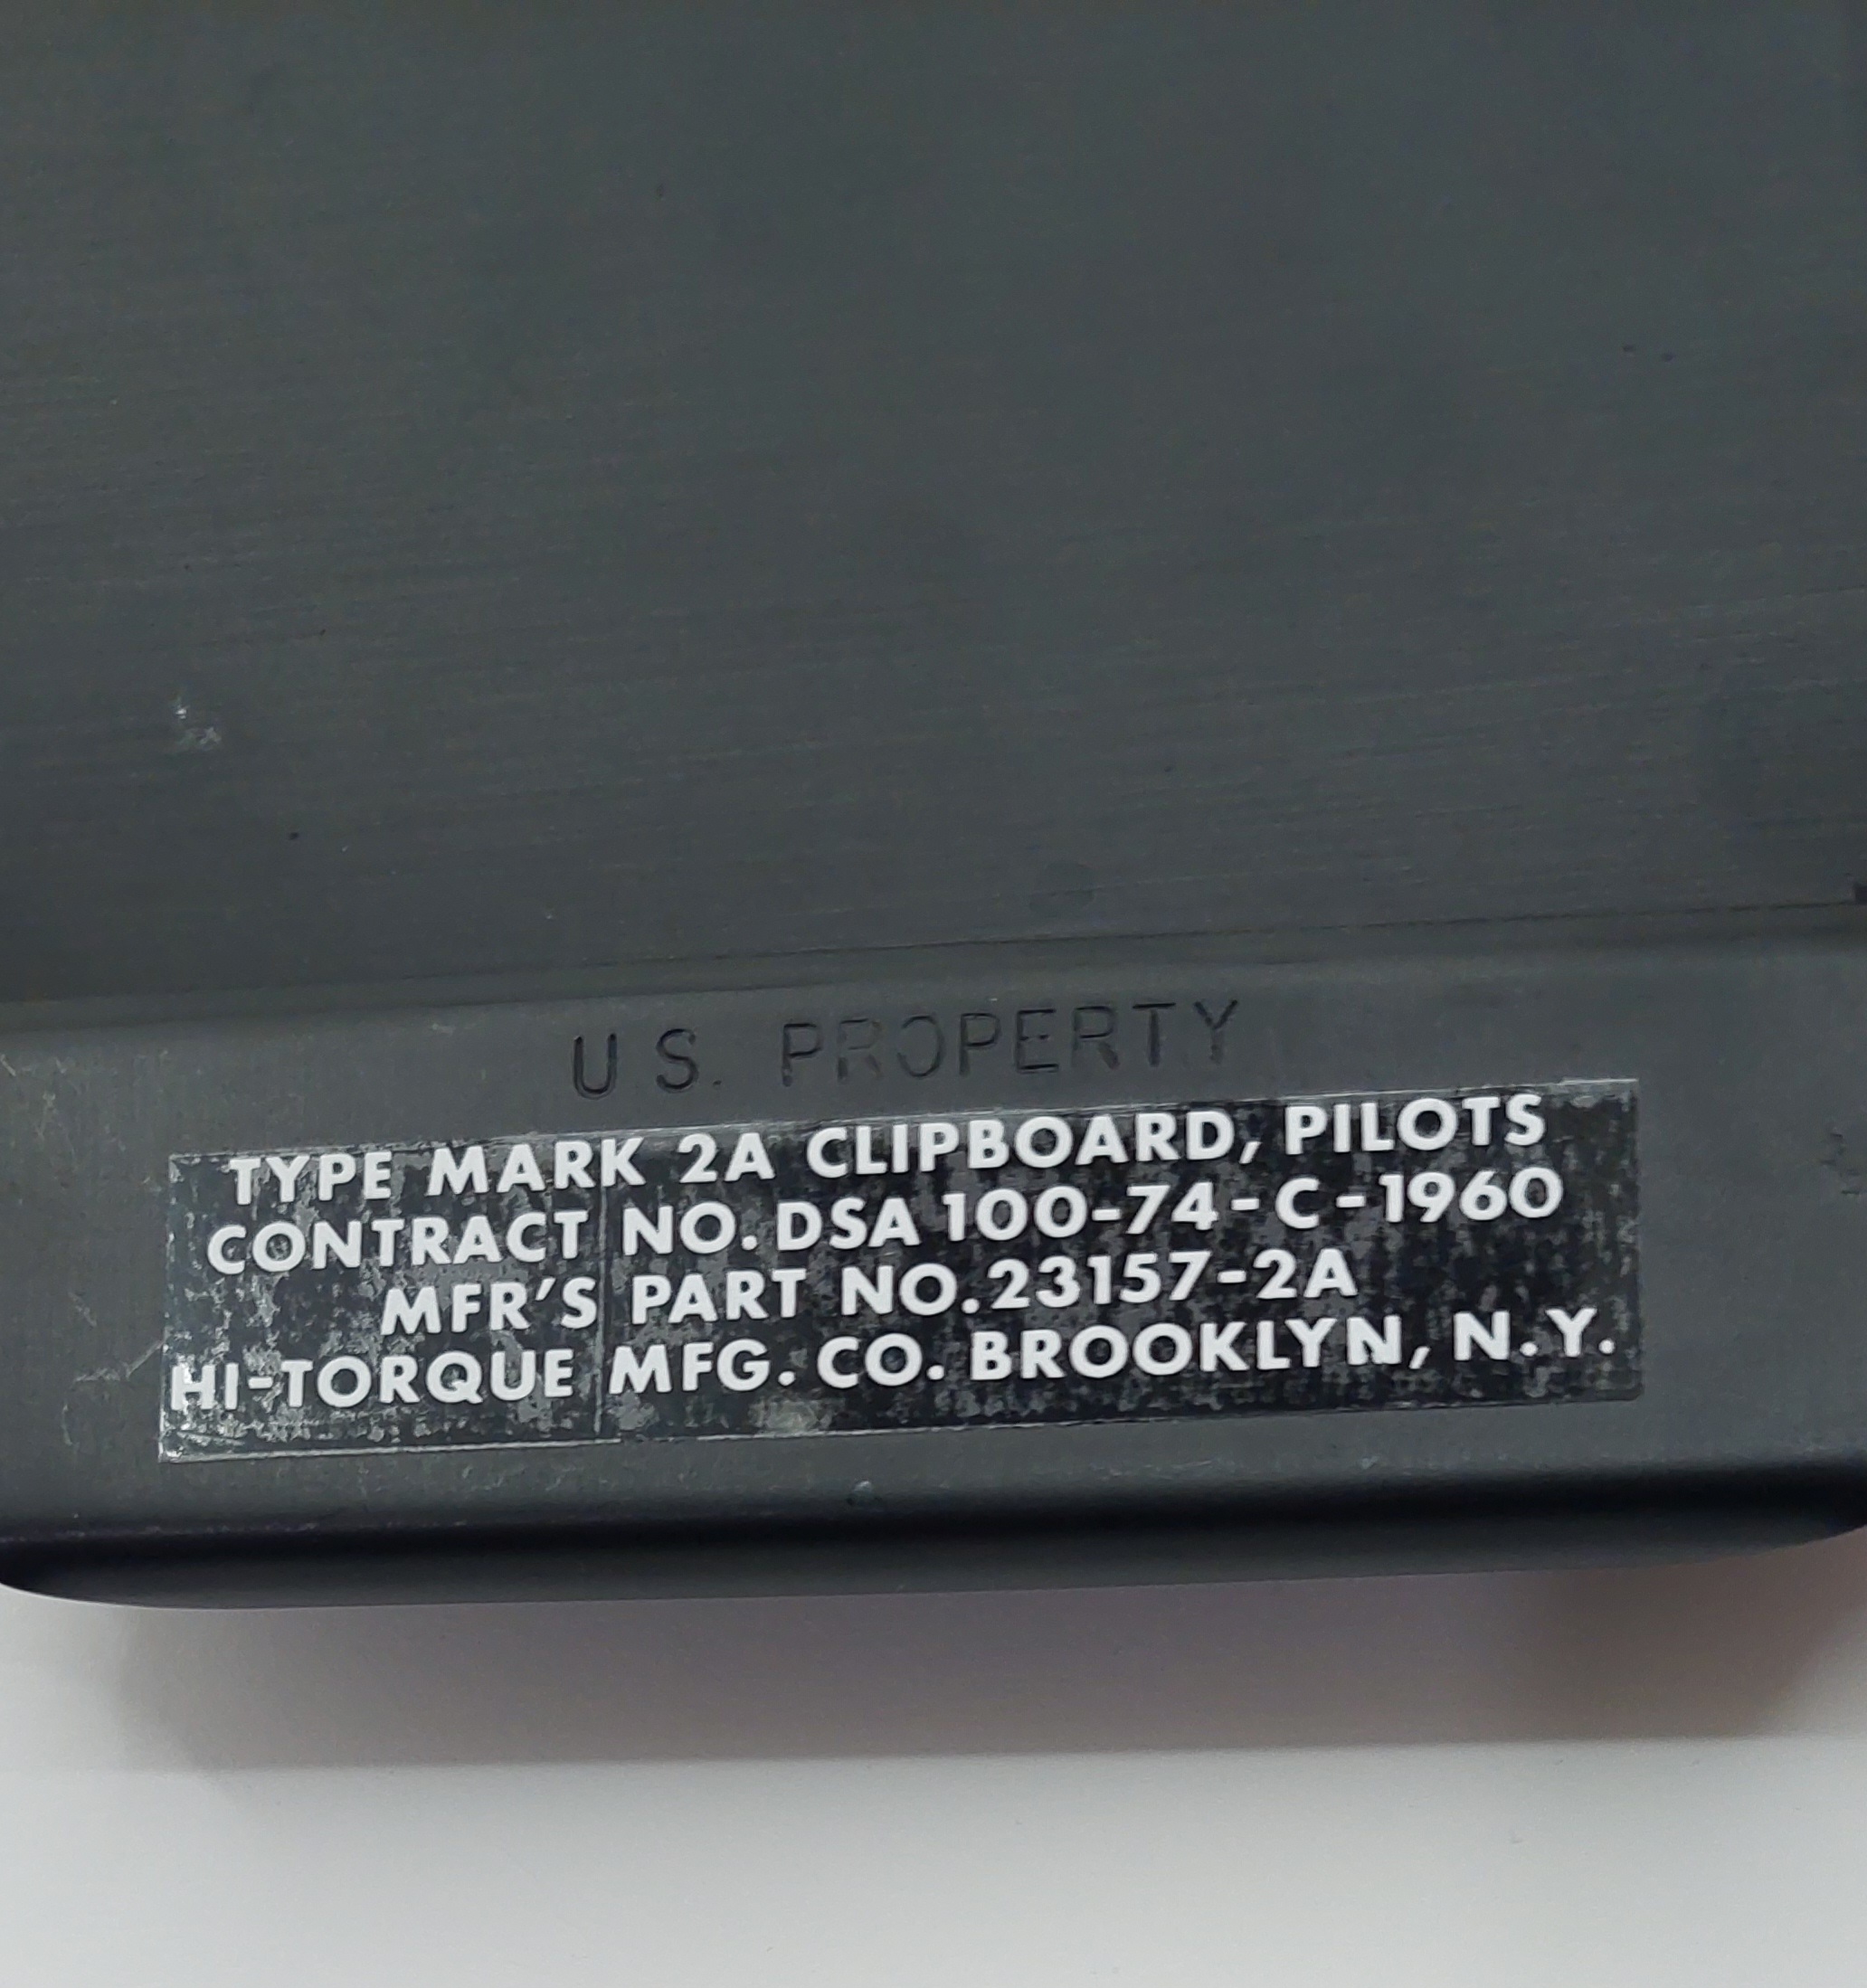 U.S. PROPERTY
TYPE MARK 2A CLIPBOARD, PILOTS
CONTRACT NO. DSA 100-74-C-1960
MFR'S PART NO. 23157-2A
HI-TORQUE MFG. CO. BROOKLYN, N.Y.